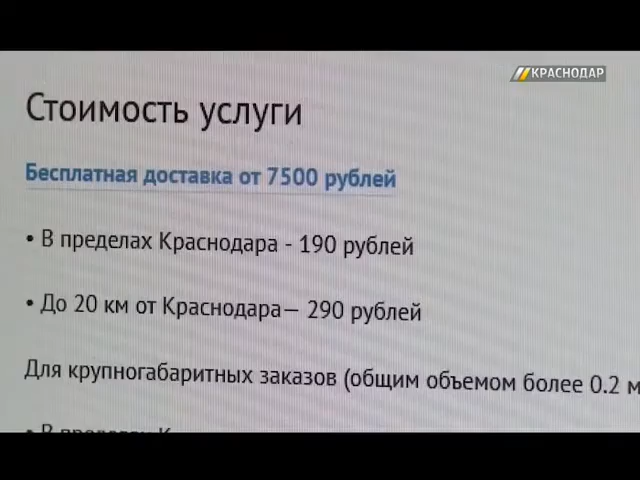 КРАСНОДАР
Стоимость услуги
Бесплатная доставка от 7500 рублей
• В пределах Краснодара - 190 рублей
• До 20 км от Краснодара— 290 рублей
Для крупногабаритных заказов (общим объемом более 0.2 м
• В пределах